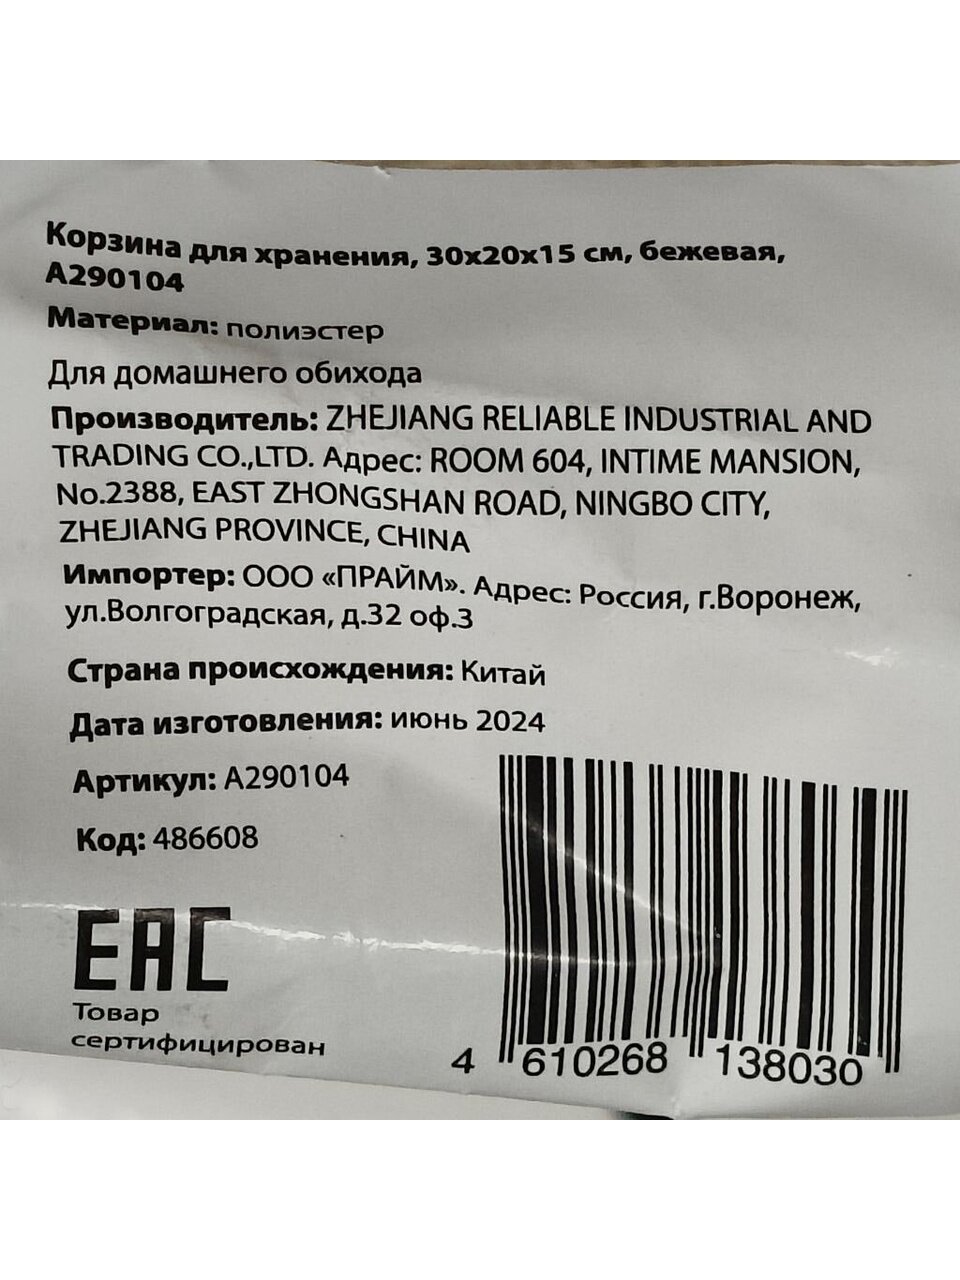 Корзина для хранения, 30х20х15 см, бежевая,
А290104
Материал: полиэстер
Для домашнего обихода
Производитель: ZHEJIANG RELIABLE INDUSTRIAL AND
TRADING CO.,LTD. Адрес: ROOM 604, INTIME MANSION,
No.2388, EAST ZHONGSHAN ROAD, NINGBO CITY,
ZHEJIANG PROVINCE, CHINA
Импортер: ООО «ПРАЙМ». Адрес: Россия, г.Воронеж,
ул.Волгоградская, д.32 оф.3
Страна происхождения: Китай
Дата изготовления: июнь 2024
Артикул: А290104
Код: 486608
EAC
Товар
сертифицирован
4 610268 138030